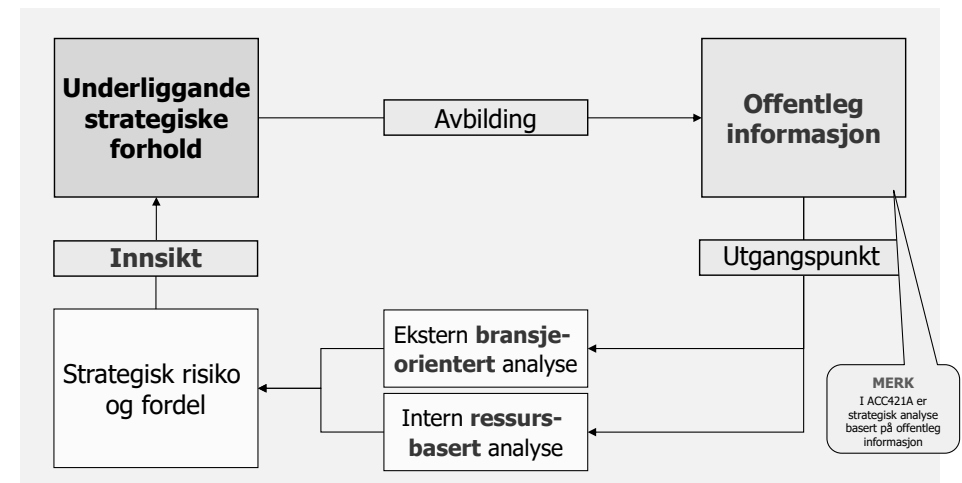 Underliggande
strategiske
forhold
Avbilding
Offentleg
informasjon
Innsikt
Utgangspunkt
Strategisk risiko
og fordel
Ekstern bransje-
orientert analyse
Intern ressurs-
basert analyse
MERK
I ACC421A er
strategisk analyse
basert på offentleg
informasjon